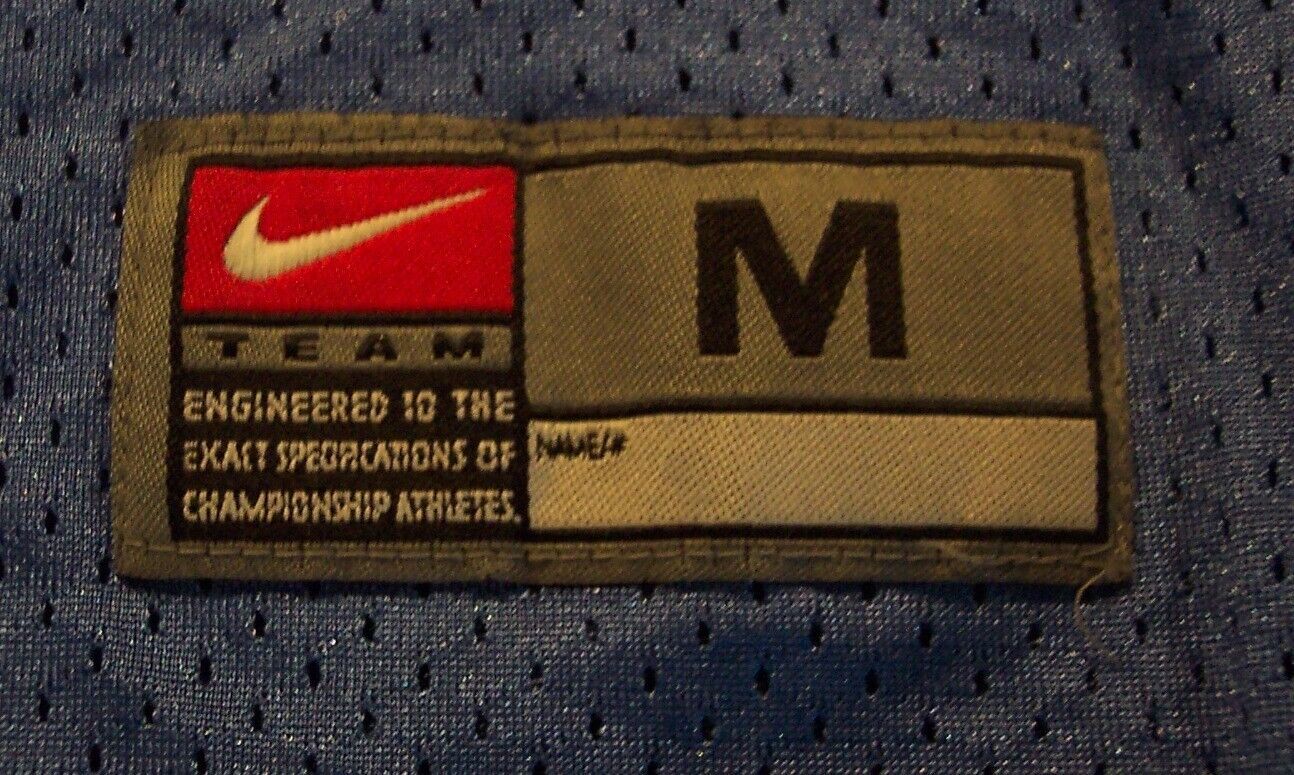 TEAM
ENGINEERED TO THE
EXACT SPECIFICATIONS OF
CHAMPIONSHIP ATHLETES.
M
NAME/#